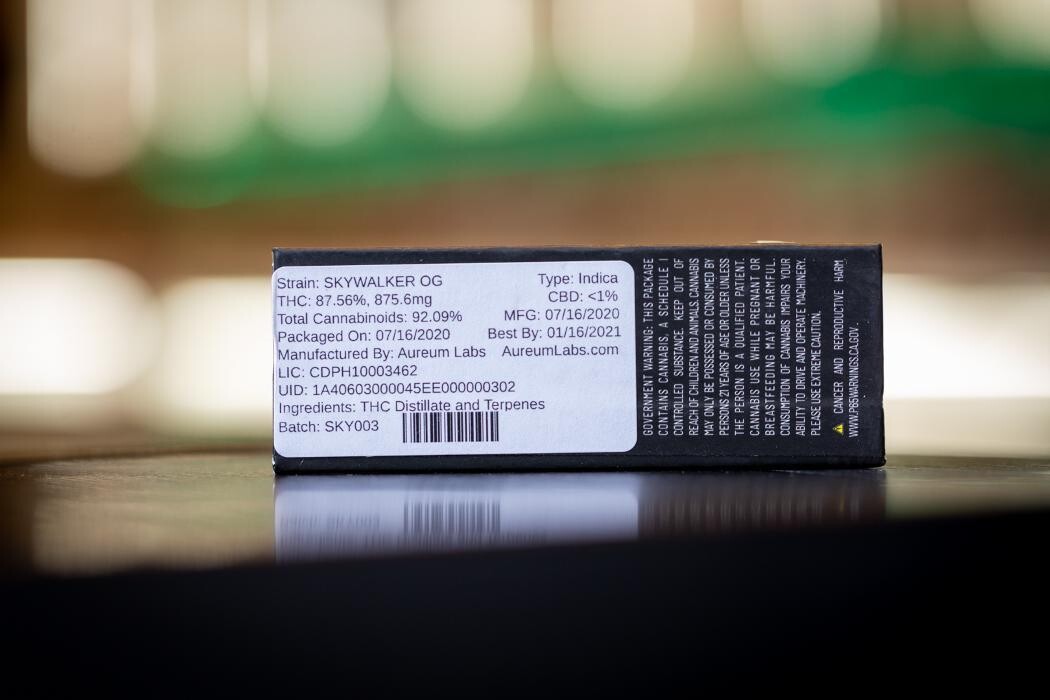 Strain: SKYWALKER OG Type: Indica
THC: 87.56%, 875.6mg CBD: <1%
Total Cannabinoids: 92.09% MFG: 07/16/2020
Packaged On: 07/16/2020 Best By: 01/16/2021
Manufactured By: Aureum Labs AureumLabs.com
LIC: CDPH10003462
UID: 1A40603000045EE000000302
Ingredients: THC Distillate and Terpenes
Batch: SKY003
GOVERNMENT WARNING: THIS PACKAGE
CONTAINS CANNABIS, A SCHEDULE I
CONTROLLED SUBSTANCE. KEEP OUT OF
REACH OF CHILDREN AND ANIMALS. CANNABIS
MAY ONLY BE POSSESSED OR CONSUMED BY
PERSONS 21 YEARS OF AGE OR OLDER UNLESS
THE PERSON IS A QUALIFIED PATIENT.
CANNABIS USE WHILE PREGNANT OR
BREASTFEEDING MAY BE HARMFUL.
CONSUMPTION OF CANNABIS IMPAIRS YOUR
ABILITY TO DRIVE AND OPERATE MACHINERY.
PLEASE USE EXTREME CAUTION.
CANCER AND REPRODUCTIVE HARM
WWW.P65WARNINGS.CA.GOV.